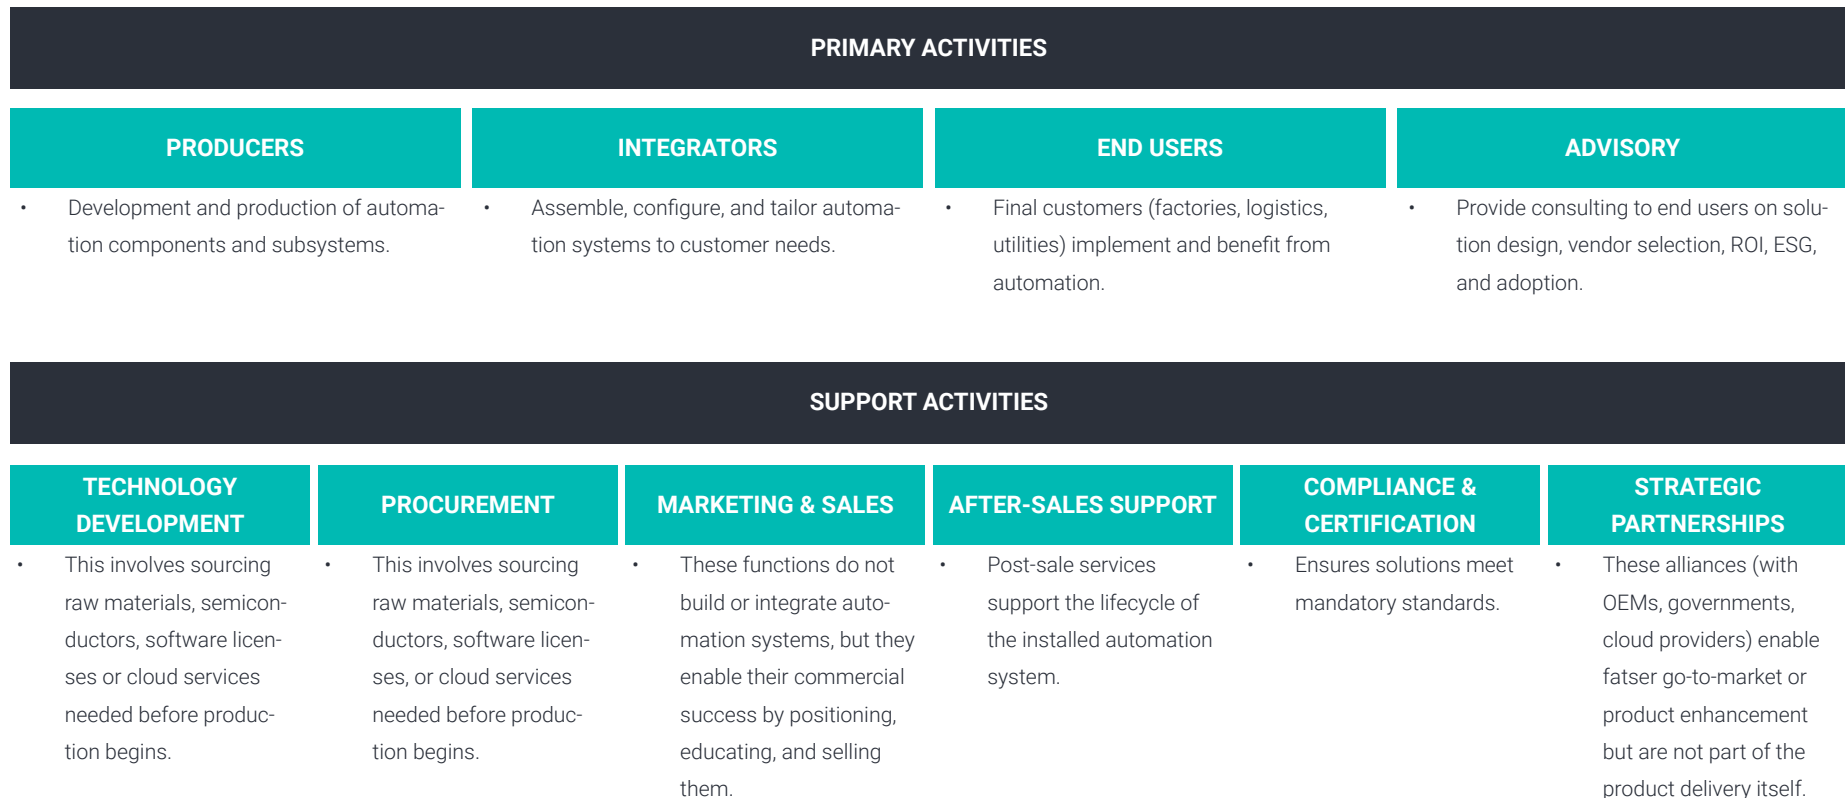 PRIMARY ACTIVITIES
PRODUCERS
• Development and production of automa-
tion components and subsystems.
INTEGRATORS
• Assemble, configure, and tailor automa-
tion systems to customer needs.
END USERS
• Final customers (factories, logistics,
utilities) implement and benefit from
automation.
ADVISORY
• Provide consulting to end users on solu-
tion design, vendor selection, ROI, ESG,
and adoption.
SUPPORT ACTIVITIES
TECHNOLOGY
DEVELOPMENT
• This involves sourcing
raw materials, semicon-
ductors, software licen-
ses or cloud services
needed before produc-
tion begins.
PROCUREMENT
• This involves sourcing
raw materials, semicon-
ductors, software licen-
ses, or cloud services
needed before produc-
tion begins.
MARKETING & SALES
• These functions do not
build or integrate auto-
mation systems, but they
enable their commercial
success by positioning,
educating, and selling
them.
AFTER-SALES SUPPORT
• Post-sale services
support the lifecycle of
the installed automation
system.
COMPLIANCE &
CERTIFICATION
• Ensures solutions meet
mandatory standards.
STRATEGIC
PARTNERSHIPS
• These alliances (with
OEMs, governments,
cloud providers) enable
fatser go-to-market or
product enhancement
but are not part of the
product delivery itself.